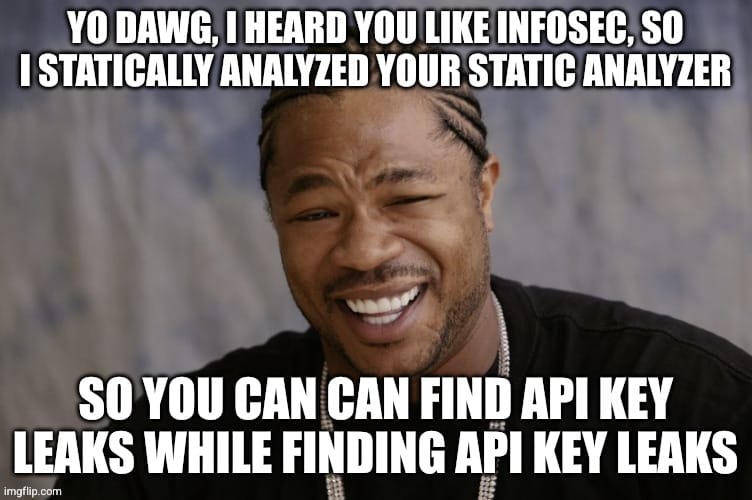 YO DAWG, I HEARD YOU LIKE INFOSEC, SO
I STATICALLY ANALYZED YOUR STATIC ANALYZER
SO YOU CAN CAN FIND API KEY
LEAKS WHILE FINDING API KEY LEAKS
imgflip.com